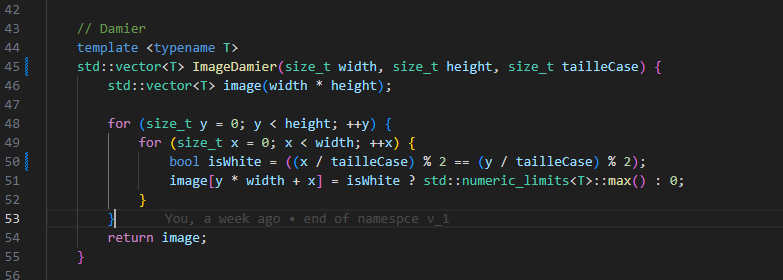 42
43 // Damier
44 template <typename T>
45 std::vector<T> ImageDamier(size_t width, size_t height, size_t tailleCase) {
46 std::vector<T> image(width * height);
47
48 for (size_t y = 0; y < height; ++y) {
49 for (size_t x = 0; x < width; ++x) {
50 bool isWhite = ((x / tailleCase) % 2 == (y / tailleCase) % 2);
51 image[y * width + x] = isWhite ? std::numeric_limits<T>::max() : 0;
52 }
53 } You, a week ago • end of namespce v_1
54 return image;
55 }
56